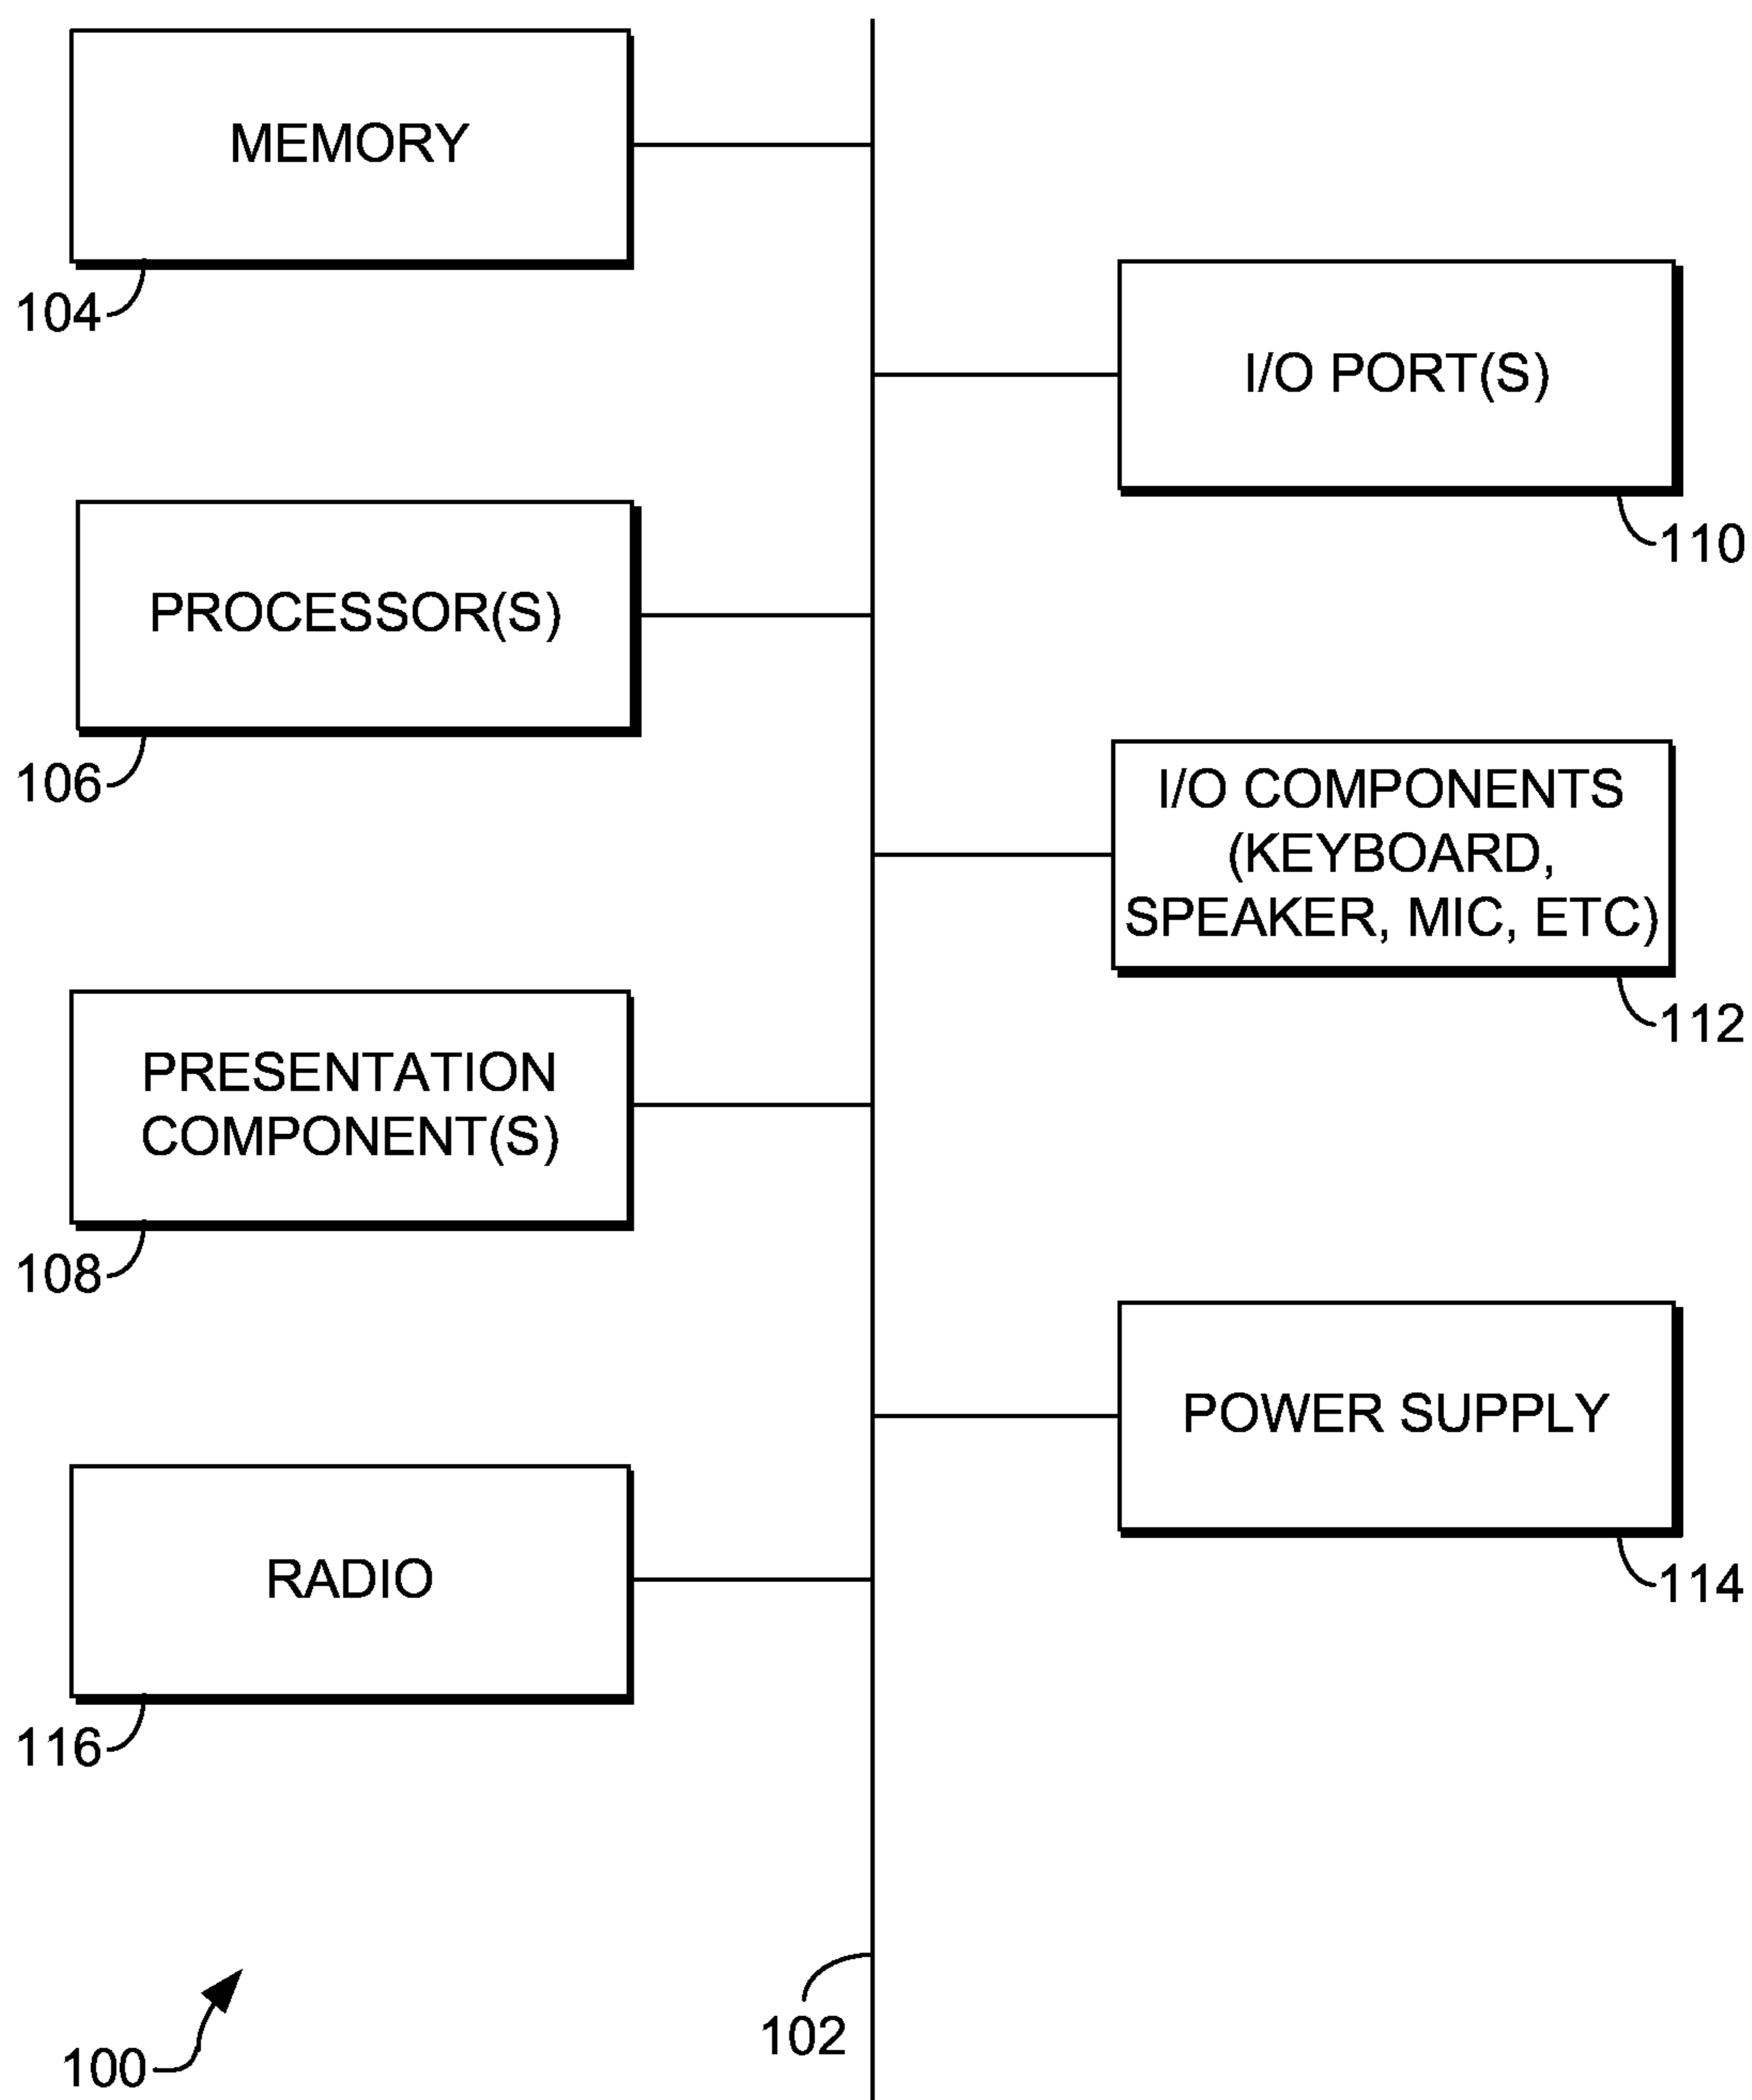 MEMORY
104
I/O PORT(S)
110
PROCESSOR(S)
106
I/O COMPONENTS
(KEYBOARD,
SPEAKER, MIC, ETC)
112
PRESENTATION
COMPONENT(S)
108
POWER SUPPLY
114
RADIO
116
102
100